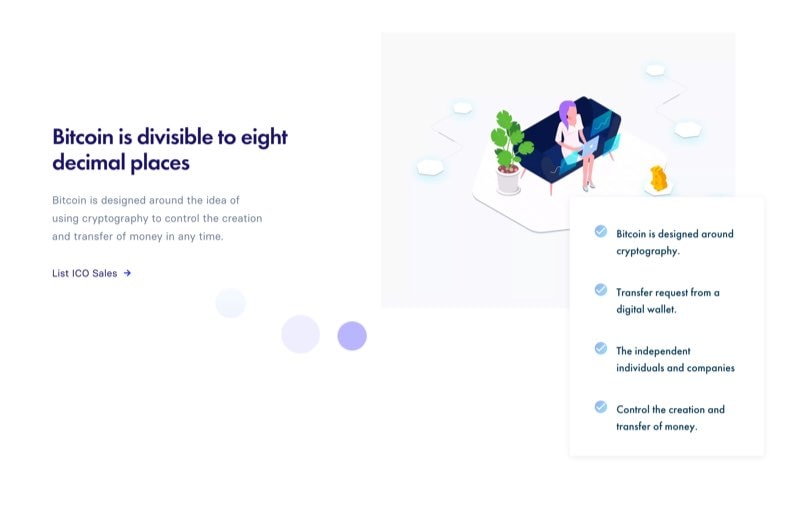 Bitcoin is divisible to eight
decimal places
Bitcoin is designed around the idea of
using cryptography to control the creation
and transfer of money in any time.
List ICO Sales →
Bitcoin is designed around
cryptography.
Transfer request from a
digital wallet.
The independent
individuals and companies
Control the creation and
transfer of money.